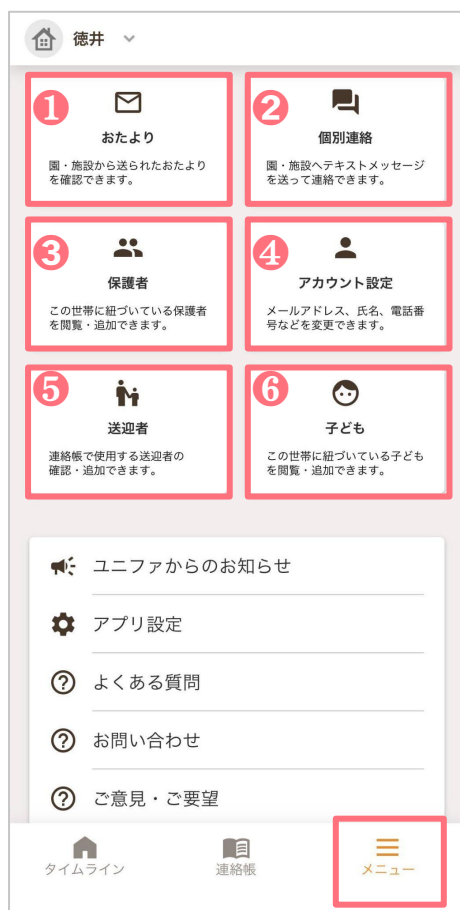 徳井
❶
おたより
園・施設から送られたおたより
を確認できます。
❷
個別連絡
園・施設へテキストメッセージ
を送って連絡できます。
❸
保護者
この世帯に紐づいている保護者
を閲覧・追加できます。
❹
アカウント設定
メールアドレス、氏名、電話番
号などを変更できます。
❺
送迎者
連絡帳で使用する送迎者の
確認・追加できます。
❻
子ども
この世帯に紐づいている子ども
を閲覧・追加できます。
ユニファからのお知らせ
アプリ設定
よくある質問
お問い合わせ
ご意見・ご要望
タイムライン
連絡帳
メニュー